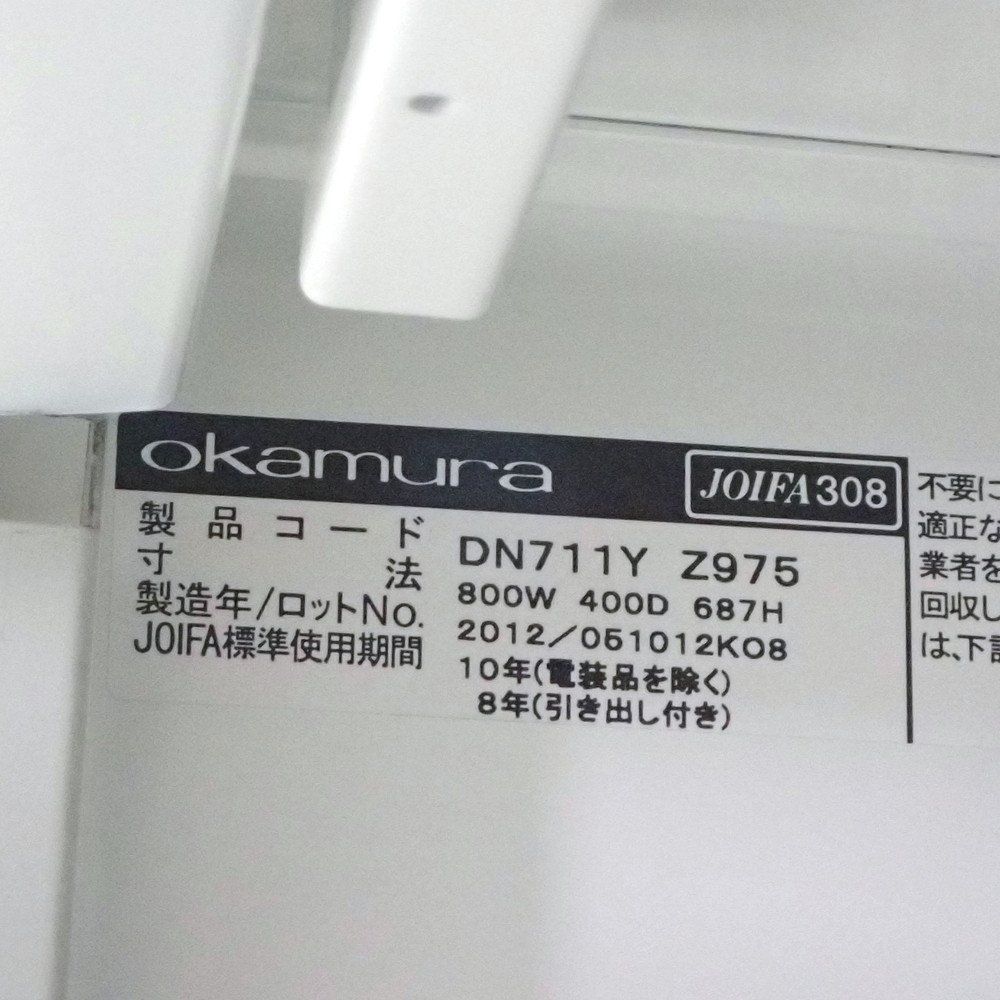 okamura JOIFA308
製品コード DN711Y Z975
寸法 800W 400D 687H
製造年/ロットNo. 2012/051012K08
JOIFA標準使用期間 10年(電装品を除く)
8年(引き出し付き)
不要に
適正な
業者を
回収し
は、下記